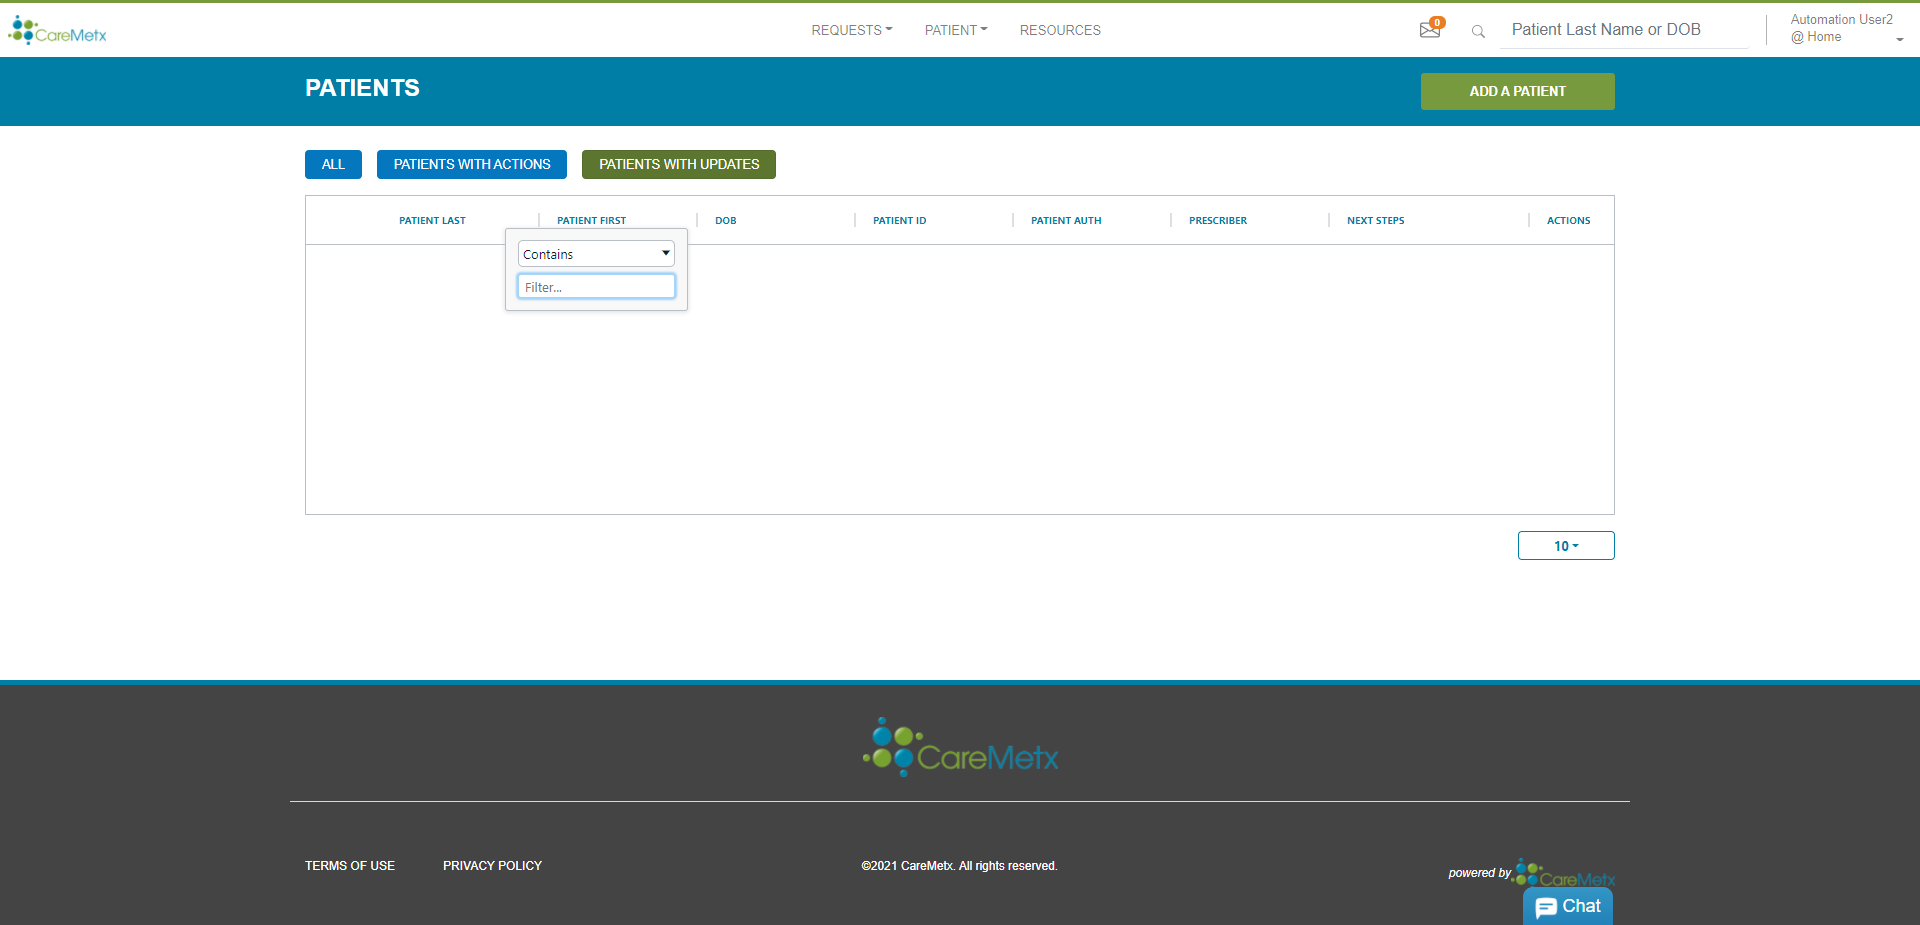 CareMetx
REQUESTS
PATIENT
RESOURCES
0
Patient Last Name or DOB
Automation User2
@ Home
PATIENTS
ADD A PATIENT
ALL
PATIENTS WITH ACTIONS
PATIENTS WITH UPDATES
PATIENT LAST
PATIENT FIRST
DOB
PATIENT ID
PATIENT AUTH
PRESCRIBER
NEXT STEPS
ACTIONS
Contains
Filter...
10
CareMetx
TERMS OF USE
PRIVACY POLICY
©2021 CareMetx. All rights reserved.
powered by CareMetx
Chat